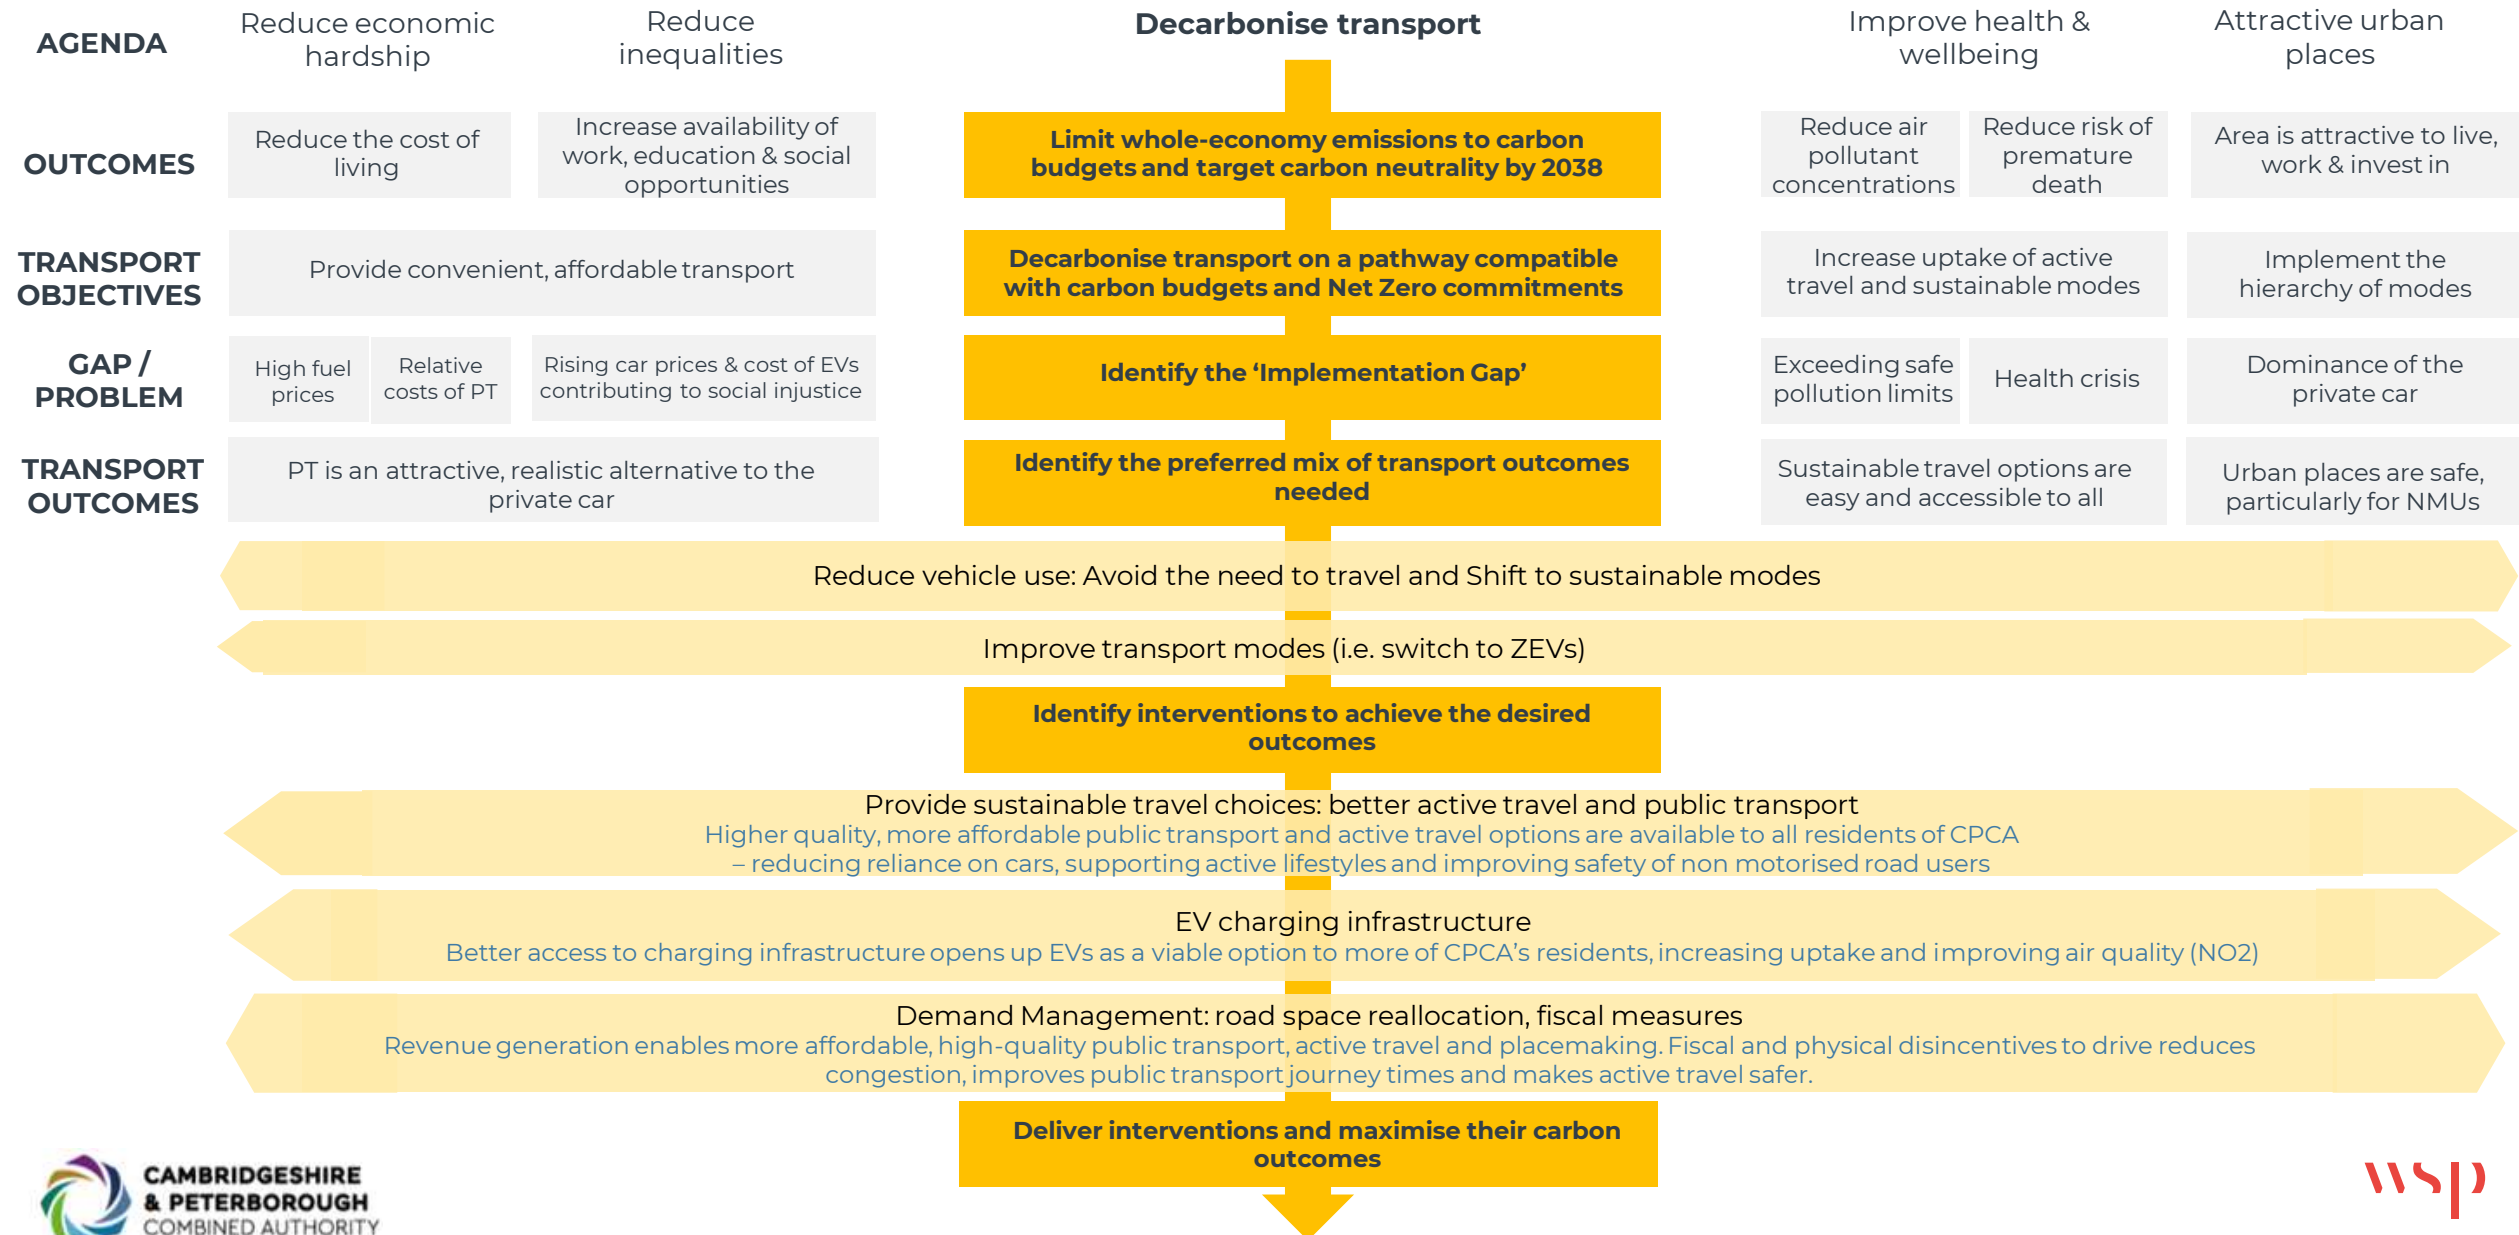 AGENDA
Reduce economic
hardship
Reduce
inequalities
Decarbonise transport
Improve health &
wellbeing
Attractive urban
places
OUTCOMES
Reduce the cost of
living
Increase availability of
work, education & social
opportunities
Limit whole-economy emissions to carbon
budgets and target carbon neutrality by 2038
Reduce air
pollutant
concentrations
Reduce risk of
premature
death
Area is attractive to live,
work & invest in
TRANSPORT
OBJECTIVES
Provide convenient, affordable transport
Decarbonise transport on a pathway compatible
with carbon budgets and Net Zero commitments
Increase uptake of active
travel and sustainable modes
Implement the
hierarchy of modes
GAP /
PROBLEM
High fuel
prices
Relative
costs of PT
Rising car prices & cost of EVs
contributing to social injustice
Identify the ‘Implementation Gap’
Exceeding safe
pollution limits
Health crisis
Dominance of the
private car
TRANSPORT
OUTCOMES
PT is an attractive, realistic alternative to the
private car
Identify the preferred mix of transport outcomes
needed
Sustainable travel options are
easy and accessible to all
Urban places are safe,
particularly for NMUs
Reduce vehicle use: Avoid the need to travel and Shift to sustainable modes
Improve transport modes (i.e. switch to ZEVs)
Identify interventions to achieve the desired
outcomes
Provide sustainable travel choices: better active travel and public transport
Higher quality, more affordable public transport and active travel options are available to all residents of CPCA
– reducing reliance on cars, supporting active lifestyles and improving safety of non motorised road users
EV charging infrastructure
Better access to charging infrastructure opens up EVs as a viable option to more of CPCA’s residents, increasing uptake and improving air quality (NO2)
Demand Management: road space reallocation, fiscal measures
Revenue generation enables more affordable, high-quality public transport, active travel and placemaking. Fiscal and physical disincentives to drive reduces
congestion, improves public transport journey times and makes active travel safer.
Deliver interventions and maximise their carbon
outcomes
CAMBRIDGESHIRE
& PETERBOROUGH
COMBINED AUTHORITY
wsp